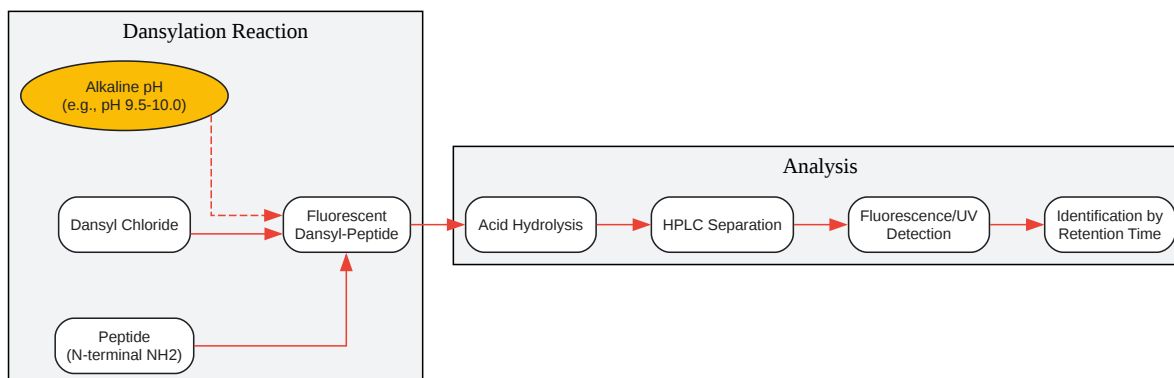 Dansylation Reaction
Alkaline pH
(e.g., pH 9.5-10.0)
Dansyl Chloride
Fluorescent
Dansyl-Peptide
Peptide
(N-terminal NH2)
Analysis
Acid Hydrolysis
HPLC Separation
Fluorescence/UV
Detection
Identification by
Retention Time